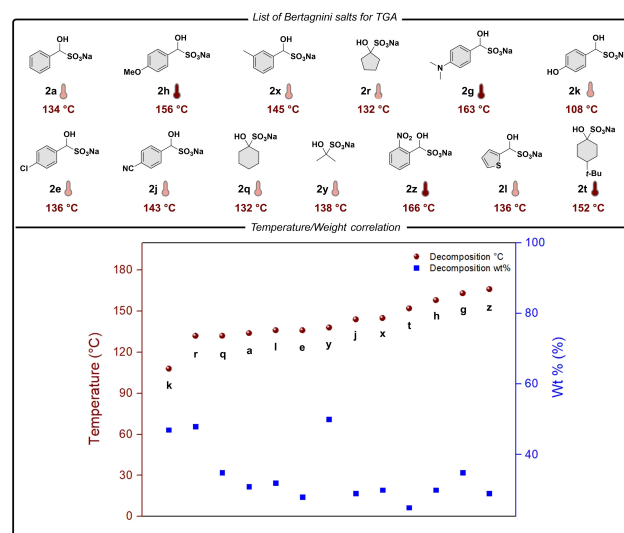 List of Bertagnini salts for TGA
OH
SO₃Na
2a
134 °C
OH
SO₃Na
MeO
2h
156 °C
OH
SO₃Na
2x
145 °C
HO SO₃Na
2r
132 °C
OH
SO₃Na
N
2g
163 °C
OH
SO₃Na
HO
2k
108 °C
OH
SO₃Na
Cl
2e
136 °C
OH
SO₃Na
NC
2j
143 °C
HO SO₃Na
2q
132 °C
HO SO₃Na
2y
138 °C
NO₂ OH
SO₃Na
2z
166 °C
OH
SO₃Na
S
2l
136 °C
HO SO₃Na
t-Bu
2t
152 °C
Temperature/Weight correlation
Temperature (°C)
180
150
120
90
60
30
0
Decomposition °C
Decomposition wt%
k r q a l e y j x t h g z
100
80
60
40
Wt % (%)